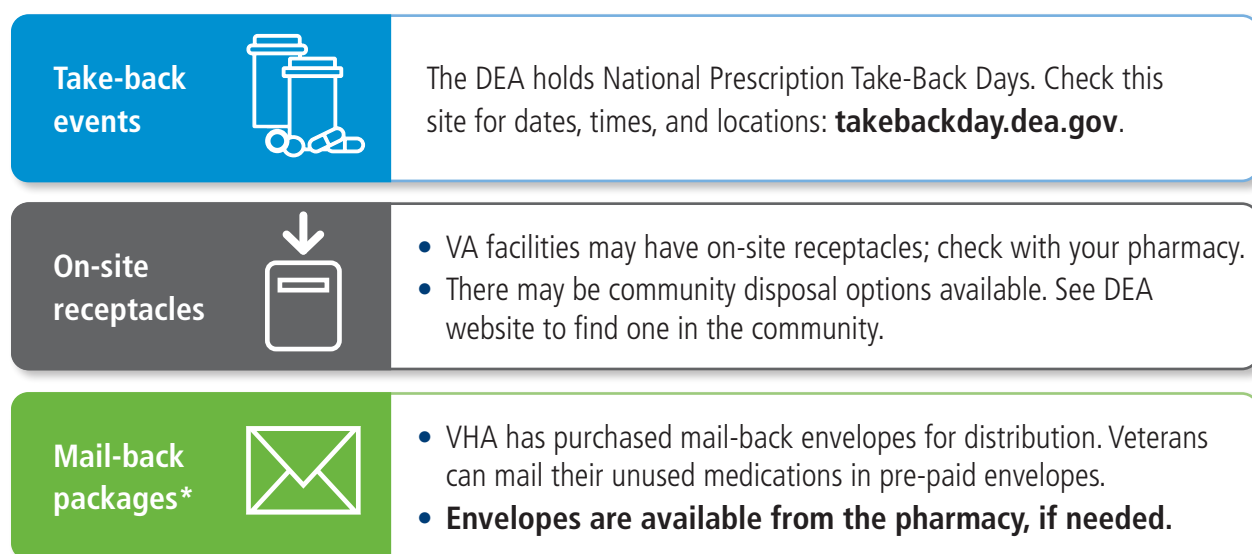 Take-back
events
The DEA holds National Prescription Take-Back Days. Check this
site for dates, times, and locations: takebackday.dea.gov.
On-site
receptacles
• VA facilities may have on-site receptacles; check with your pharmacy.
• There may be community disposal options available. See DEA
website to find one in the community.
Mail-back
packages*
• VHA has purchased mail-back envelopes for distribution. Veterans
can mail their unused medications in pre-paid envelopes.
• Envelopes are available from the pharmacy, if needed.